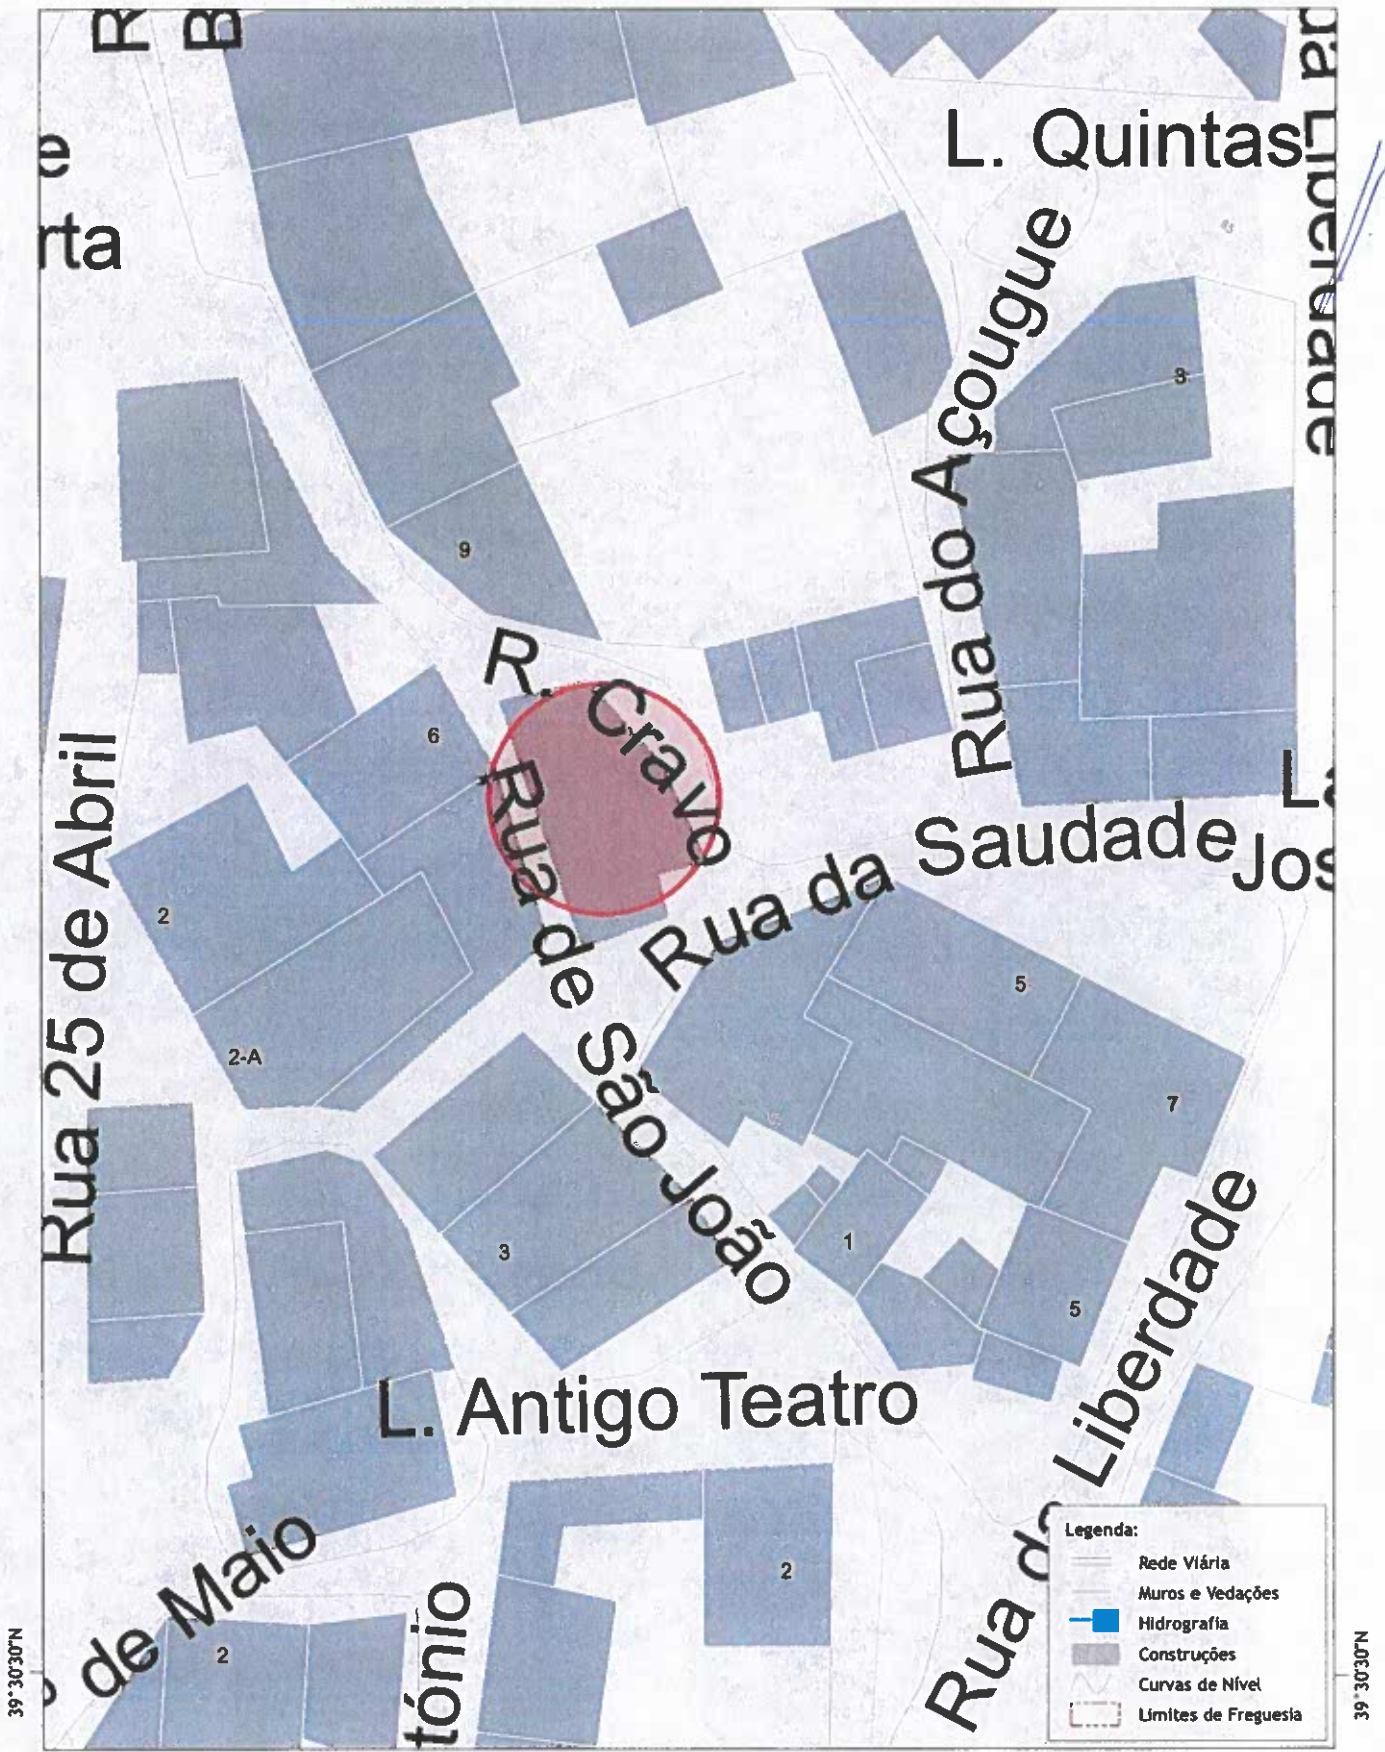 R
B
e
rta
L. Quintas
da Liberdade
85
Rua do Açougue
3
9
R. Cravo
6
Rua 25 de Abril
Rua de São João
Rua da Saudade
Jos
2
2-A
5
7
3
1
5
L. Antigo Teatro
Rua da Liberdade
2
de Maio
2
tónio
39°30'30"N
39°30'30"N
Legenda:
Rede Viária
Muros e Vedações
Hidrografia
Construções
Curvas de Nível
Limites de Freguesia